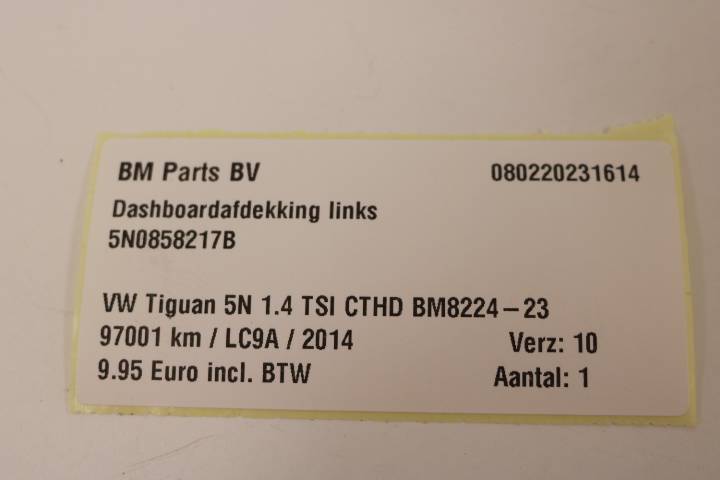 BM Parts BV 080220231614
Dashboardafdekking links
5N0858217B
VW Tiguan 5N 1.4 TSI CTHD BM8224-23
97001 km / LC9A / 2014 Verz: 10
9.95 Euro incl. BTW Aantal: 1